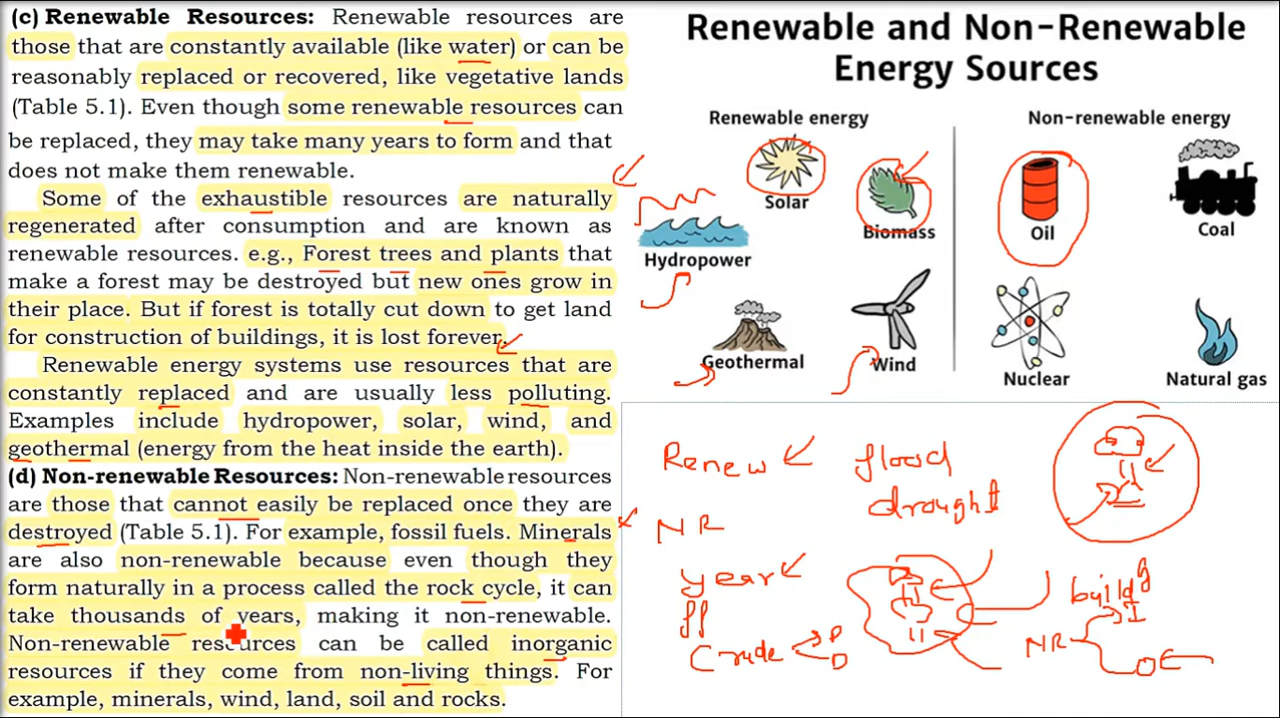 (c) Renewable Resources: Renewable resources are
those that are constantly available (like water) or can be
reasonably replaced or recovered, like vegetative lands
(Table 5.1). Even though some renewable resources can
be replaced, they may take many years to form and that
does not make them renewable.
Some of the exhaustible resources are naturally
regenerated after consumption and are known as
renewable resources. e.g., Forest trees and plants that
make a forest may be destroyed but new ones grow in
their place. But if forest is totally cut down to get land
for construction of buildings, it is lost forever.
Renewable energy systems use resources that are
constantly replaced and are usually less polluting.
Examples include hydropower, solar, wind, and
geothermal (energy from the heat inside the earth).
(d) Non-renewable Resources: Non-renewable resources
are those that cannot easily be replaced once they are
destroyed (Table 5.1). For example, fossil fuels. Minerals
are also non-renewable because even though they
form naturally in a process called the rock cycle, it can
take thousands of years, making it non-renewable.
Non-renewable resources can be called inorganic
resources if they come from non-living things. For
example, minerals, wind, land, soil and rocks.
Renewable and Non-Renewable
Energy Sources
Renewable energy
Non-renewable energy
Solar
Biomass
Hydropower
Geothermal
Wind
Oil
Coal
Nuclear
Natural gas
Renew
flood
drought
NR
year
ff
Crude
P
D
buildg
NR
I
O